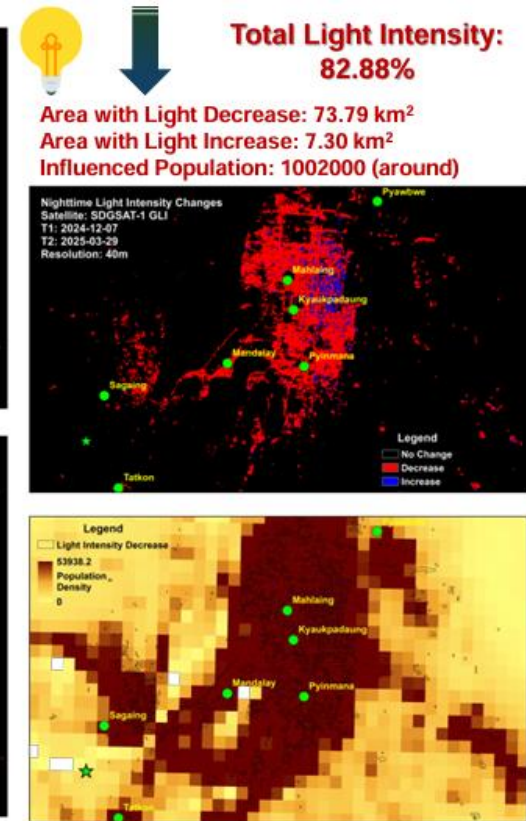 Total Light Intensity:
82.88%
Area with Light Decrease: 73.79 km²
Area with Light Increase: 7.30 km²
Influenced Population: 1002000 (around)
Nighttime Light Intensity Changes
Satellite: SDGSAT-1 GLI
T1: 2024-12-07
T2: 2025-03-29
Resolution: 40m
Pyawbwe
Mahlaing
Kyaukpadaung
Mandalay
Pyinmana
Sagaing
Tatkon
Legend
No Change
Decrease
Increase
Legend
Light Intensity Decrease
53938.2
Population
Density
0
Mahlaing
Kyaukpadaung
Mandalay
Pyinmana
Sagaing
Tatkon